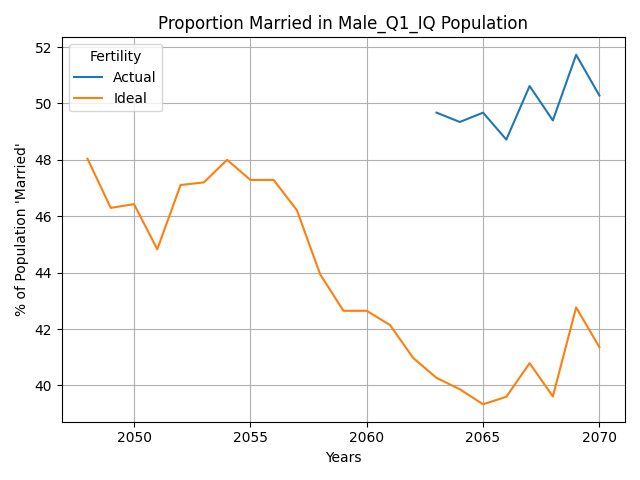 Proportion Married in Male_Q1_IQ Population
Fertility
Actual
Ideal
% of Population 'Married'
52
50
48
46
44
42
40
2050
2055
2060
2065
2070
Years